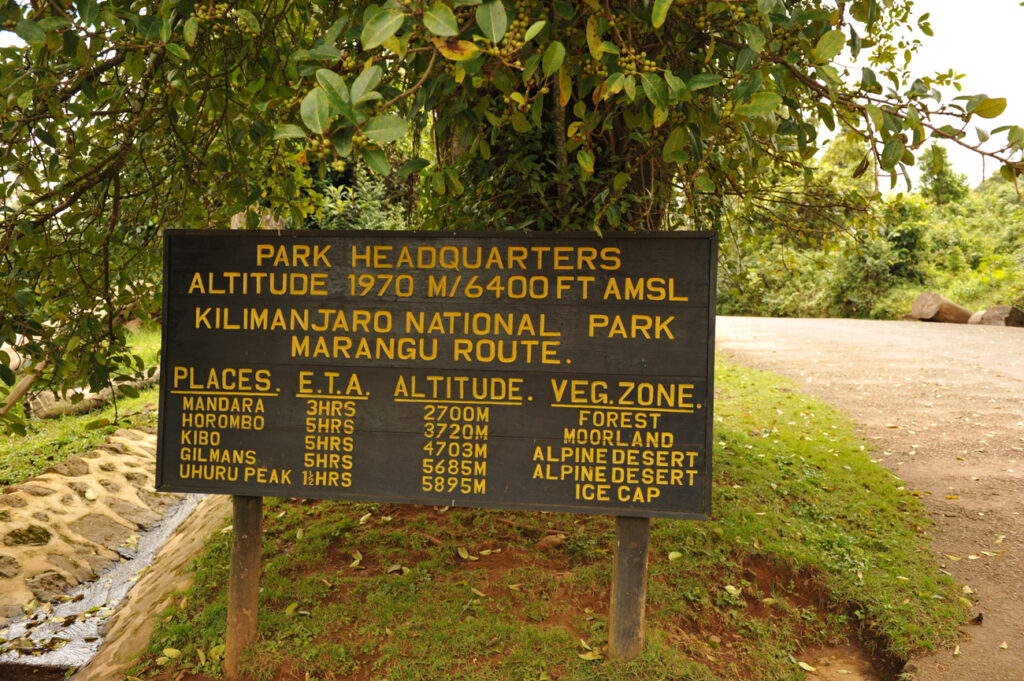 PARK HEADQUARTERS
ALTITUDE 1970 M/6400 FT AMSL
KILIMANJARO NATIONAL PARK
MARANGU ROUTE.
PLACES. E.T.A. ALTITUDE. VEG.ZONE.
MANDARA 3HRS 2700M FOREST
HOROMBO 5HRS 3720M MOORLAND
KIBO 5HRS 4703M ALPINE DESERT
GILMANS 5HRS 5685M ALPINE DESERT
UHURU PEAK 1½HRS 5895M ICE CAP